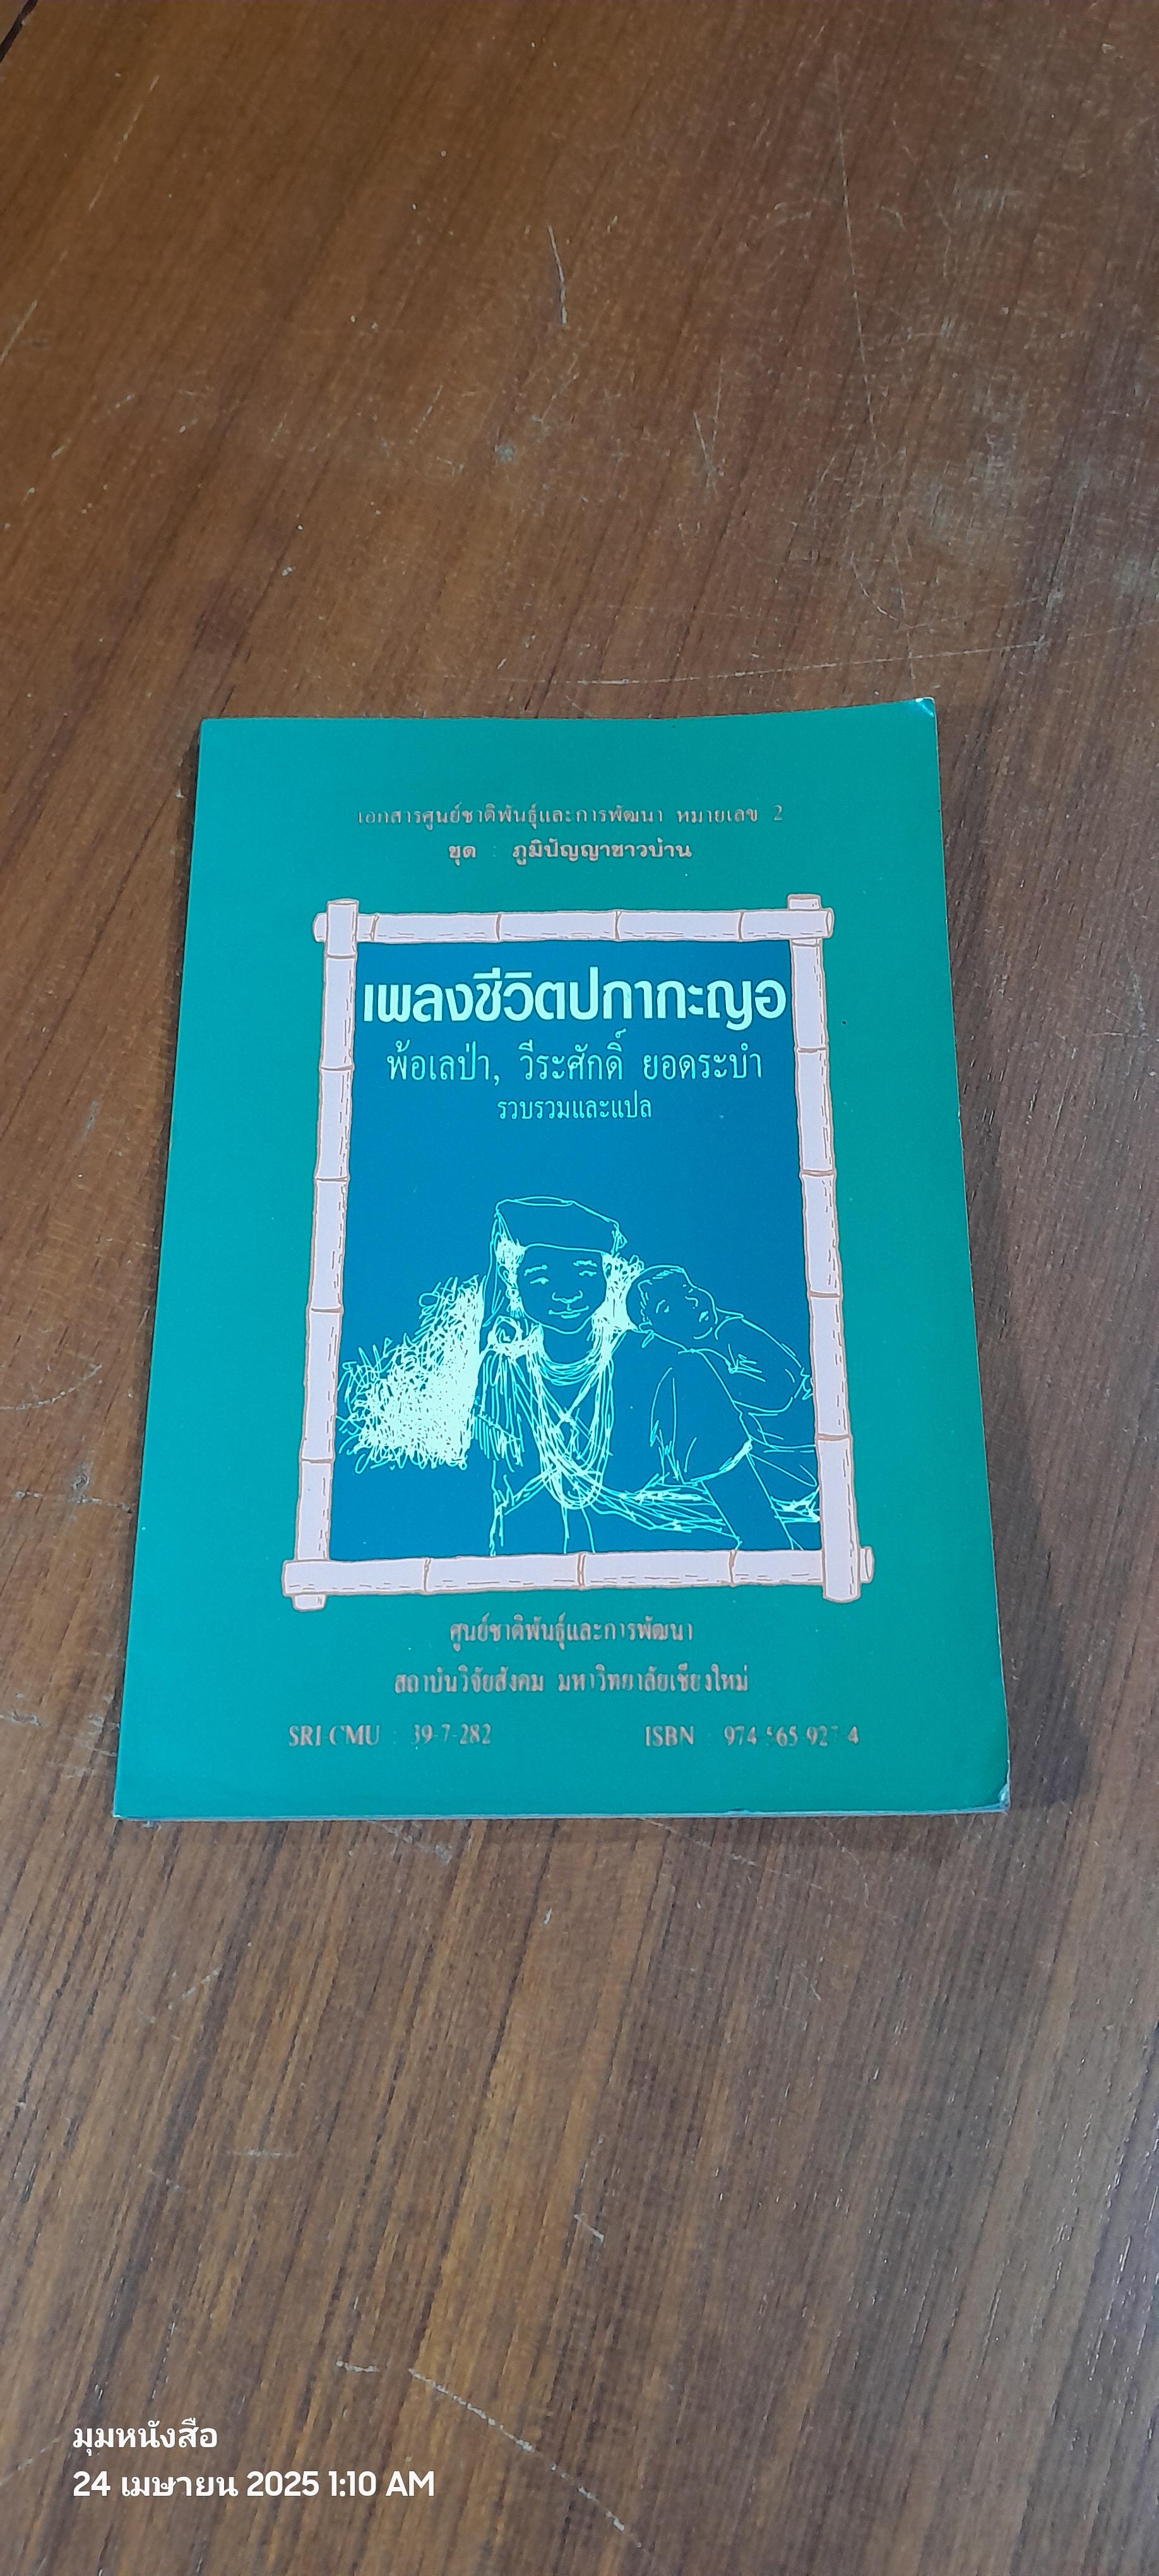 เอกสารศูนย์ชาติพันธุ์และการพัฒนา หมายเลข 2
ชุด : ภูมิปัญญาชาวบ้าน
เพลงชีวิตปกากะญอ
พ้อเลป่า, วีระศักดิ์ ยอดระบำ
รวบรวมและแปล
ศูนย์ชาติพันธุ์และการพัฒนา
สถาบันวิจัยสังคม มหาวิทยาลัยเชียงใหม่
SRI CMU : 39-7-282 ISBN : 974-565-927-4
มุมหนังสือ
24 เมษายน 2025 1:10 AM